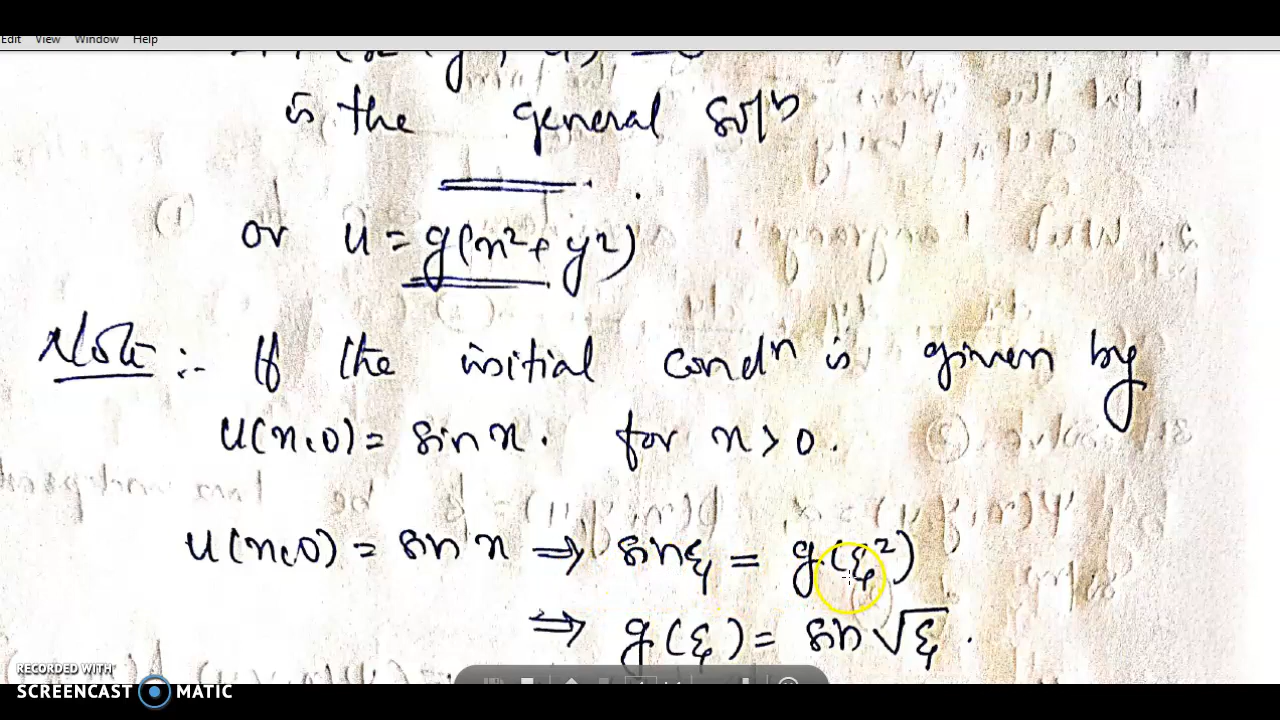 Edit View Window Help
is the general solⁿ
or u = g(x²+y²)
Note :- If the initial condⁿ is given by
u(x,0) = sin x. for x > 0.
u(x,0) = sin x ⇒ sin ξ = g(ξ²)
⇒ g(ξ) = sin √ξ.
RECORDED WITH
SCREENCAST MATIC